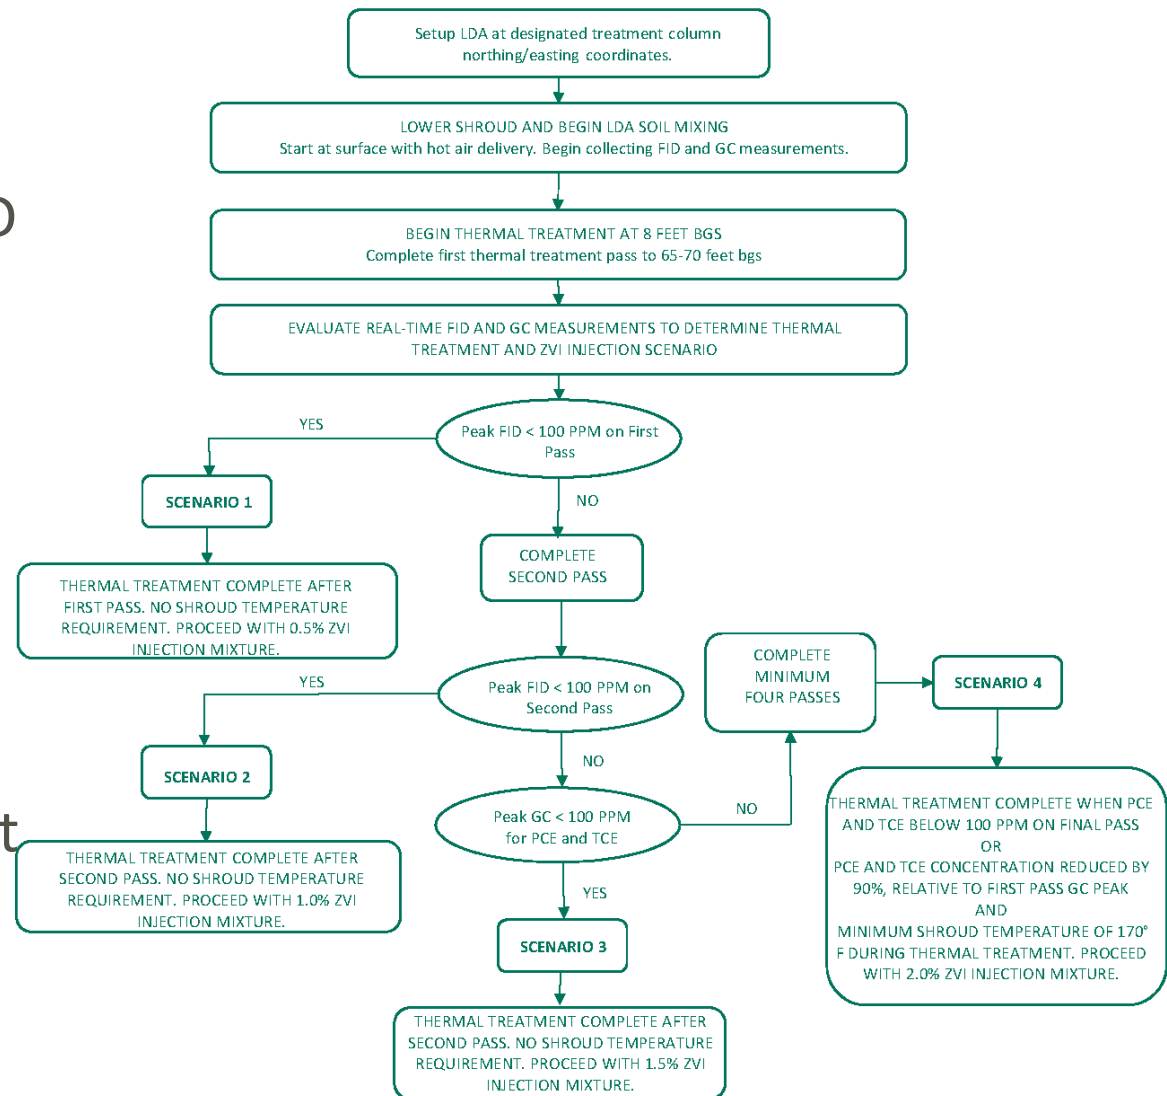 Setup LDA at designated treatment column
northing/easting coordinates.
LOWER SHROUD AND BEGIN LDA SOIL MIXING
Start at surface with hot air delivery. Begin collecting FID and GC measurements.
BEGIN THERMAL TREATMENT AT 8 FEET BGS
Complete first thermal treatment pass to 65-70 feet bgs
EVALUATE REAL-TIME FID AND GC MEASUREMENTS TO DETERMINE THERMAL
TREATMENT AND ZVI INJECTION SCENARIO
Peak FID < 100 PPM on First
Pass
YES
NO
SCENARIO 1
THERMAL TREATMENT COMPLETE AFTER
FIRST PASS. NO SHROUD TEMPERATURE
REQUIREMENT. PROCEED WITH 0.5% ZVI
INJECTION MIXTURE.
COMPLETE
SECOND PASS
Peak FID < 100 PPM on
Second Pass
YES
NO
SCENARIO 2
THERMAL TREATMENT COMPLETE AFTER
SECOND PASS. NO SHROUD TEMPERATURE
REQUIREMENT. PROCEED WITH 1.0% ZVI
INJECTION MIXTURE.
Peak GC < 100 PPM
for PCE and TCE
NO
YES
COMPLETE
MINIMUM
FOUR PASSES
SCENARIO 4
THERMAL TREATMENT COMPLETE WHEN PCE
AND TCE BELOW 100 PPM ON FINAL PASS
OR
PCE AND TCE CONCENTRATION REDUCED BY
90%, RELATIVE TO FIRST PASS GC PEAK
AND
MINIMUM SHROUD TEMPERATURE OF 170°
F DURING THERMAL TREATMENT. PROCEED
WITH 2.0% ZVI INJECTION MIXTURE.
SCENARIO 3
THERMAL TREATMENT COMPLETE AFTER
SECOND PASS. NO SHROUD TEMPERATURE
REQUIREMENT. PROCEED WITH 1.5% ZVI
INJECTION MIXTURE.